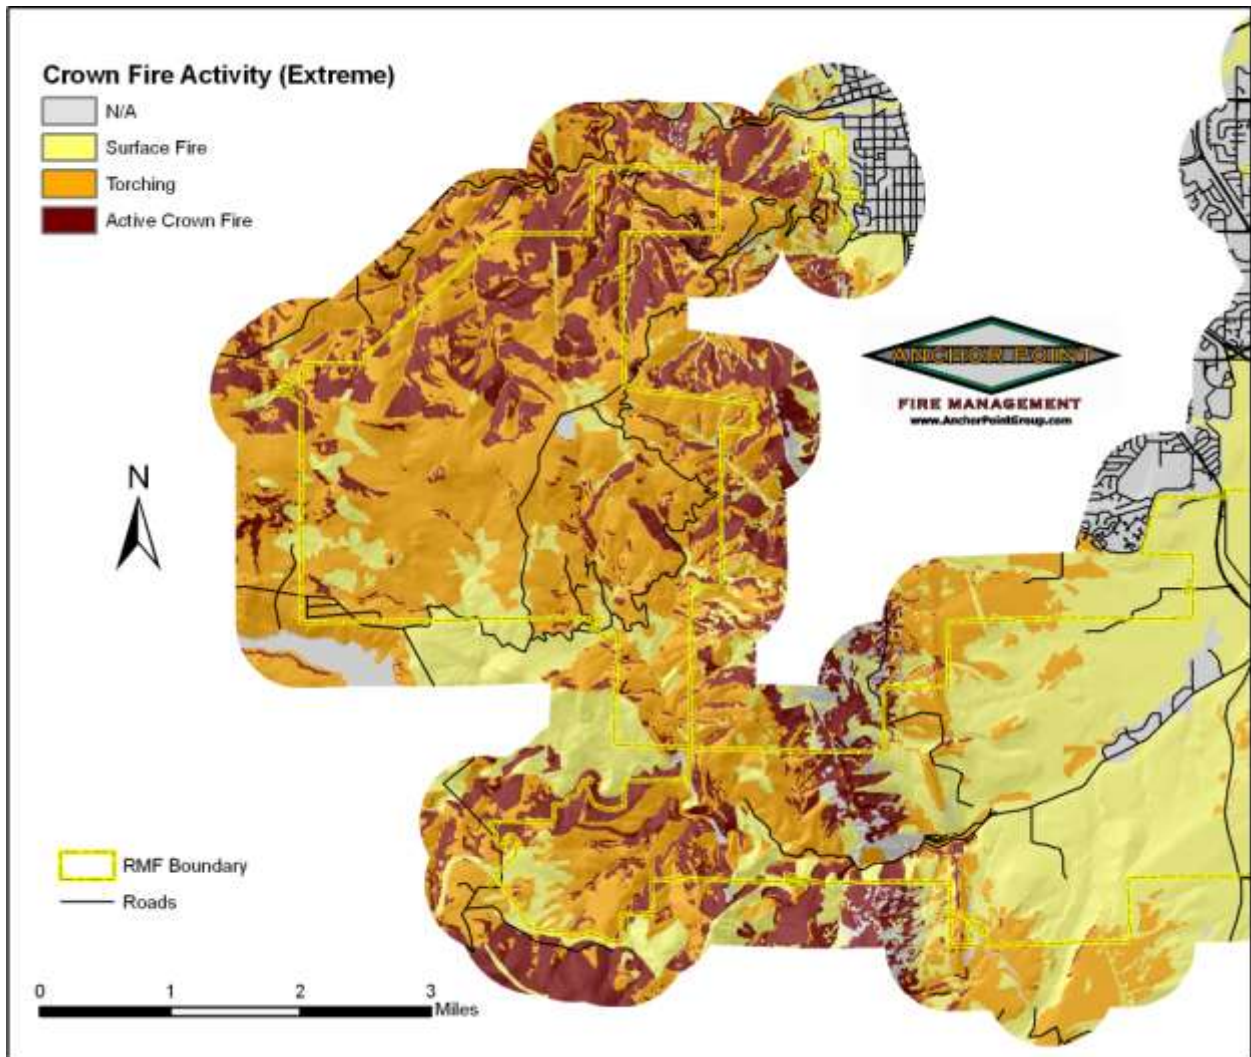 Crown Fire Activity (Extreme)
N/A
Surface Fire
Torching
Active Crown Fire
ANCHOR POINT
FIRE MANAGEMENT
www.AnchorPointGroup.com
N
RMF Boundary
Roads
0 1 2 3
Miles